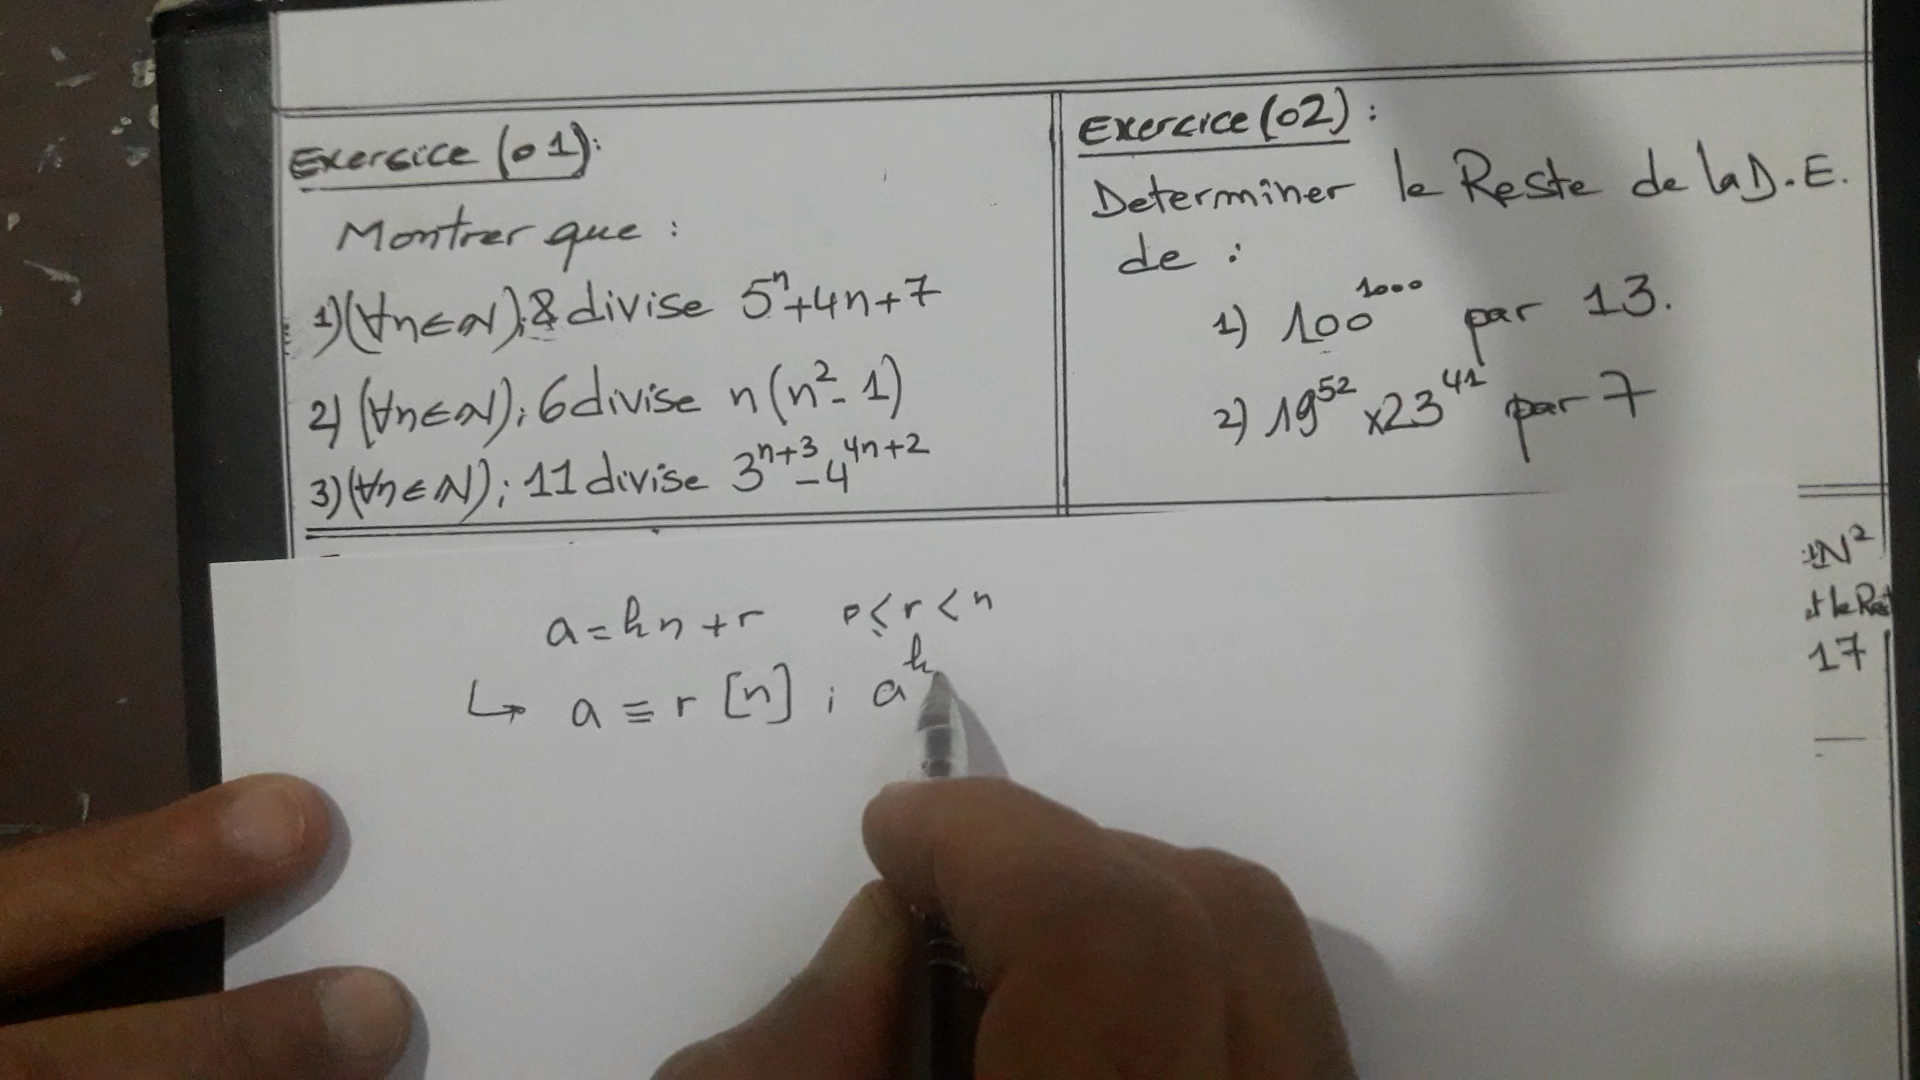 Exersice (01):
Montrer que :
1) (∀n∈N); 8 divise 5ⁿ+4n+7
2) (∀n∈N); 6 divise n(n²-1)
3) (∀n∈N); 11 divise 3ⁿ⁺³-4⁴ⁿ⁺²
Exercice (02) :
Determiner le Reste de la D.E.
de :
1) 100¹⁰⁰⁰ par 13.
2) 19⁵² x 23⁴¹ par 7
N²
17
a = kn + r 0 ≤ r < n
↳ a ≡ r [n] ; aᵏ